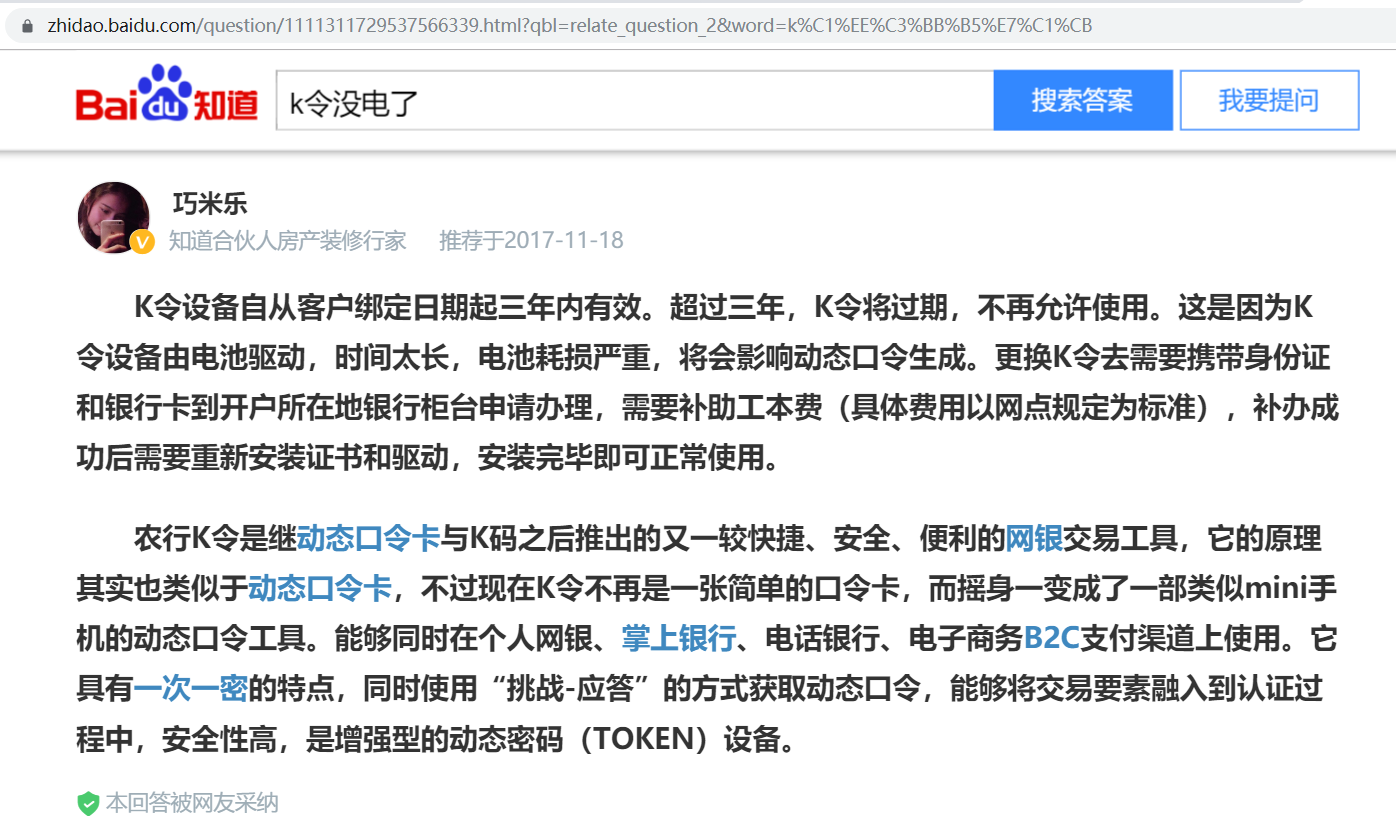 zhidao.baidu.com/question/1111311729537566339.html?qbl=relate_question_2&word=k%C1%EE%C3%BB%B5%E7%C1%CB
Bai du 知道 k令没电了 搜索答案 我要提问
巧米乐
V 知道合伙人房产装修行家 推荐于2017-11-18
K令设备自从客户绑定日期起三年内有效。超过三年，K令将过期，不再允许使用。这是因为K
令设备由电池驱动，时间太长，电池耗损严重，将会影响动态口令生成。更换K令去需要携带身份证
和银行卡到开户所在地银行柜台申请办理，需要补助工本费（具体费用以网点规定为标准），补办成
功后需要重新安装证书和驱动，安装完毕即可正常使用。
农行K令是继动态口令卡与K码之后推出的又一较快捷、安全、便利的网银交易工具，它的原理
其实也类似于动态口令卡，不过现在K令不再是一张简单的口令卡，而摇身一变成了一部类似mini手
机的动态口令工具。能够同时在个人网银、掌上银行、电话银行、电子商务B2C支付渠道上使用。它
具有一次一密的特点，同时使用“挑战-应答”的方式获取动态口令，能够将交易要素融入到认证过
程中，安全性高，是增强型的动态密码（TOKEN）设备。
本回答被网友采纳